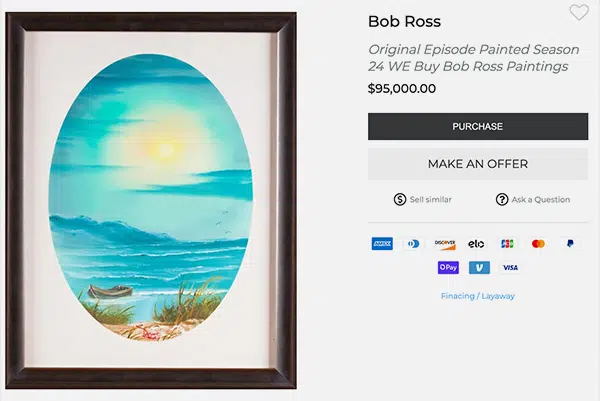 Bob Ross
Original Episode Painted Season
24 WE Buy Bob Ross Paintings
$95,000.00
PURCHASE
MAKE AN OFFER
Sell similar
Ask a Question
AMEX
DISCOVER
elo
JCB
PayPal
OPay
VISA
Finacing / Layaway